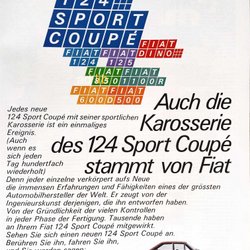 124
SPORT
COUPÉ
FIAT FIAT FIAT
124 125 DINO
FIAT FIAT
850 1100R
FIAT FIAT
600D 500
Auch die
Karosserie
des 124 Sport Coupé
stammt von Fiat
Jedes neue
124 Sport Coupé mit seiner sportlichen
Karosserie ist ein einmaliges
Ereignis.
(Auch
wenn es
sich jeden
Tag hundertfach
wiederholt)
Denn jeder einzelne verkörpert aufs Neue
die immensen Erfahrungen und Fähigkeiten eines der grössten
Automobilhersteller der Welt. Er zeugt von der
Ingenieurskunst derjenigen, die ihn entworfen haben.
Von der Gründlichkeit der vielen Kontrollen
in jeder Phase der Fertigung. Tausende haben
an Ihrem Fiat 124 Sport Coupé mitgewirkt.
Sehen Sie sich einen neuen 124 Sport Coupé an.
Berühren Sie ihn, fahren Sie ihn,